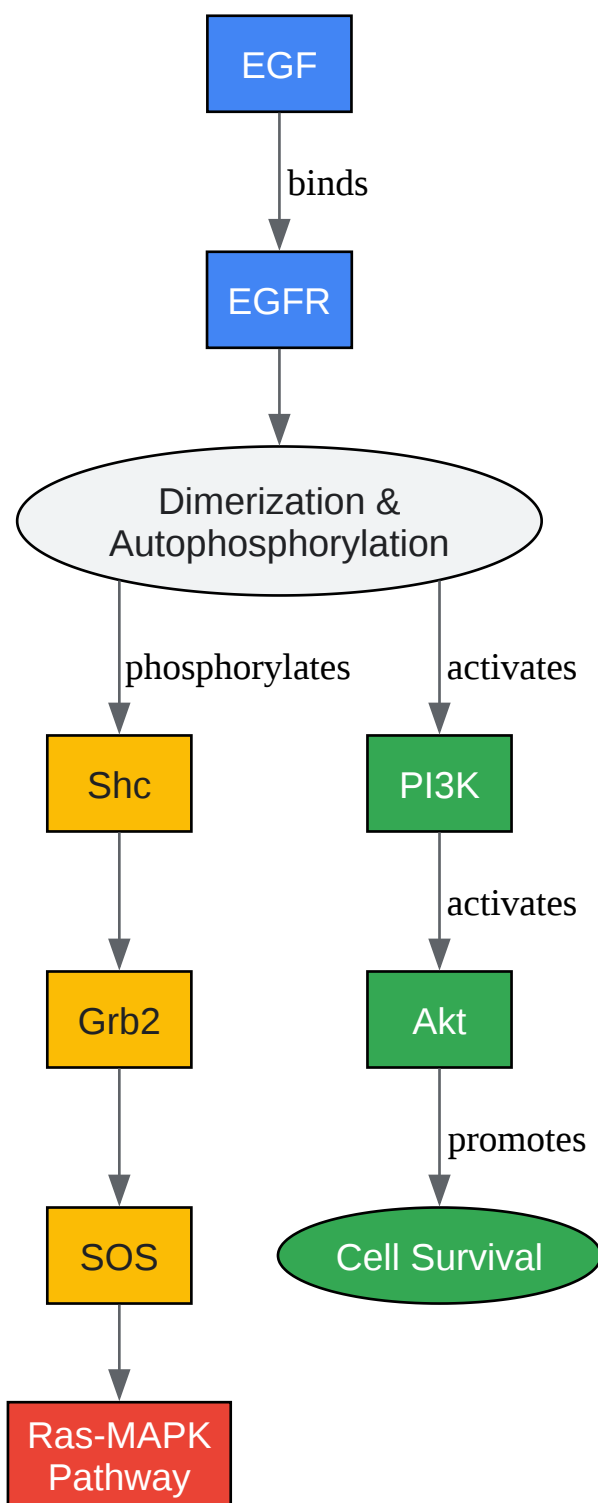 EGF
binds
EGFR
Dimerization &
Autophosphorylation
phosphorylates
activates
Shc
PI3K
activates
Grb2
Akt
promotes
SOS
Cell Survival
Ras-MAPK
Pathway